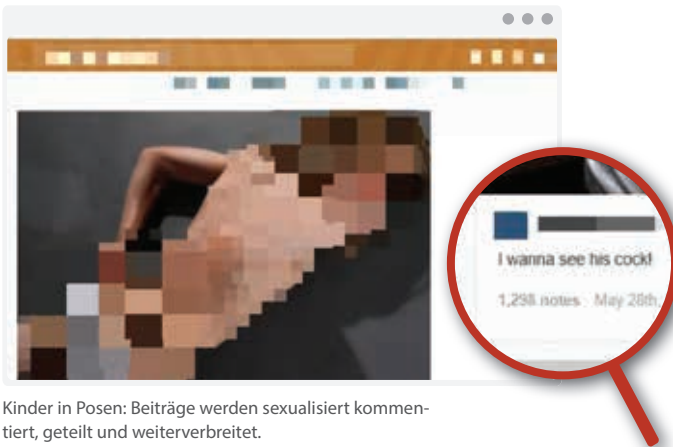 I wanna see his cock!
1,298 notes May 28th,
Kinder in Posen: Beiträge werden sexualisiert kommen-
tiert, geteilt und weiterverbreitet.